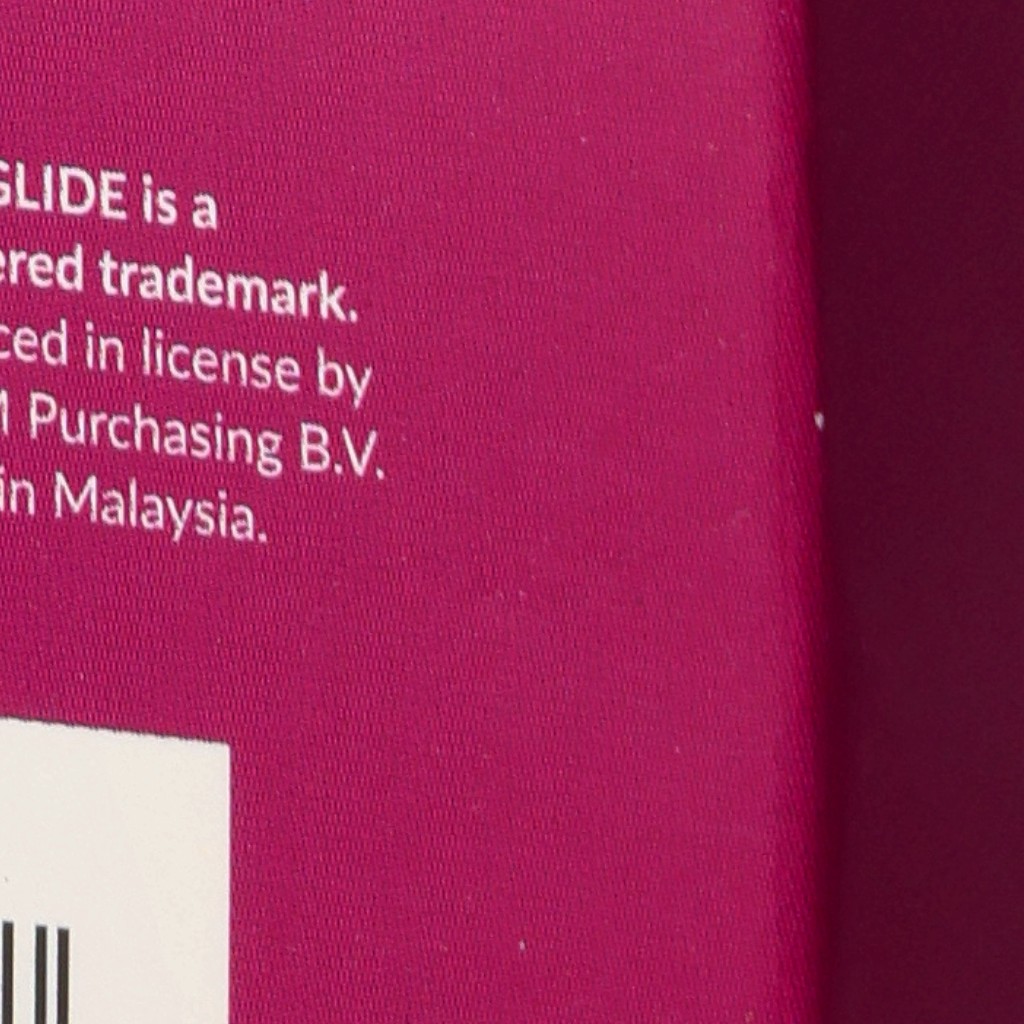 GLIDE is a
ered trademark.
ced in license by
Purchasing B.V.
in Malaysia.